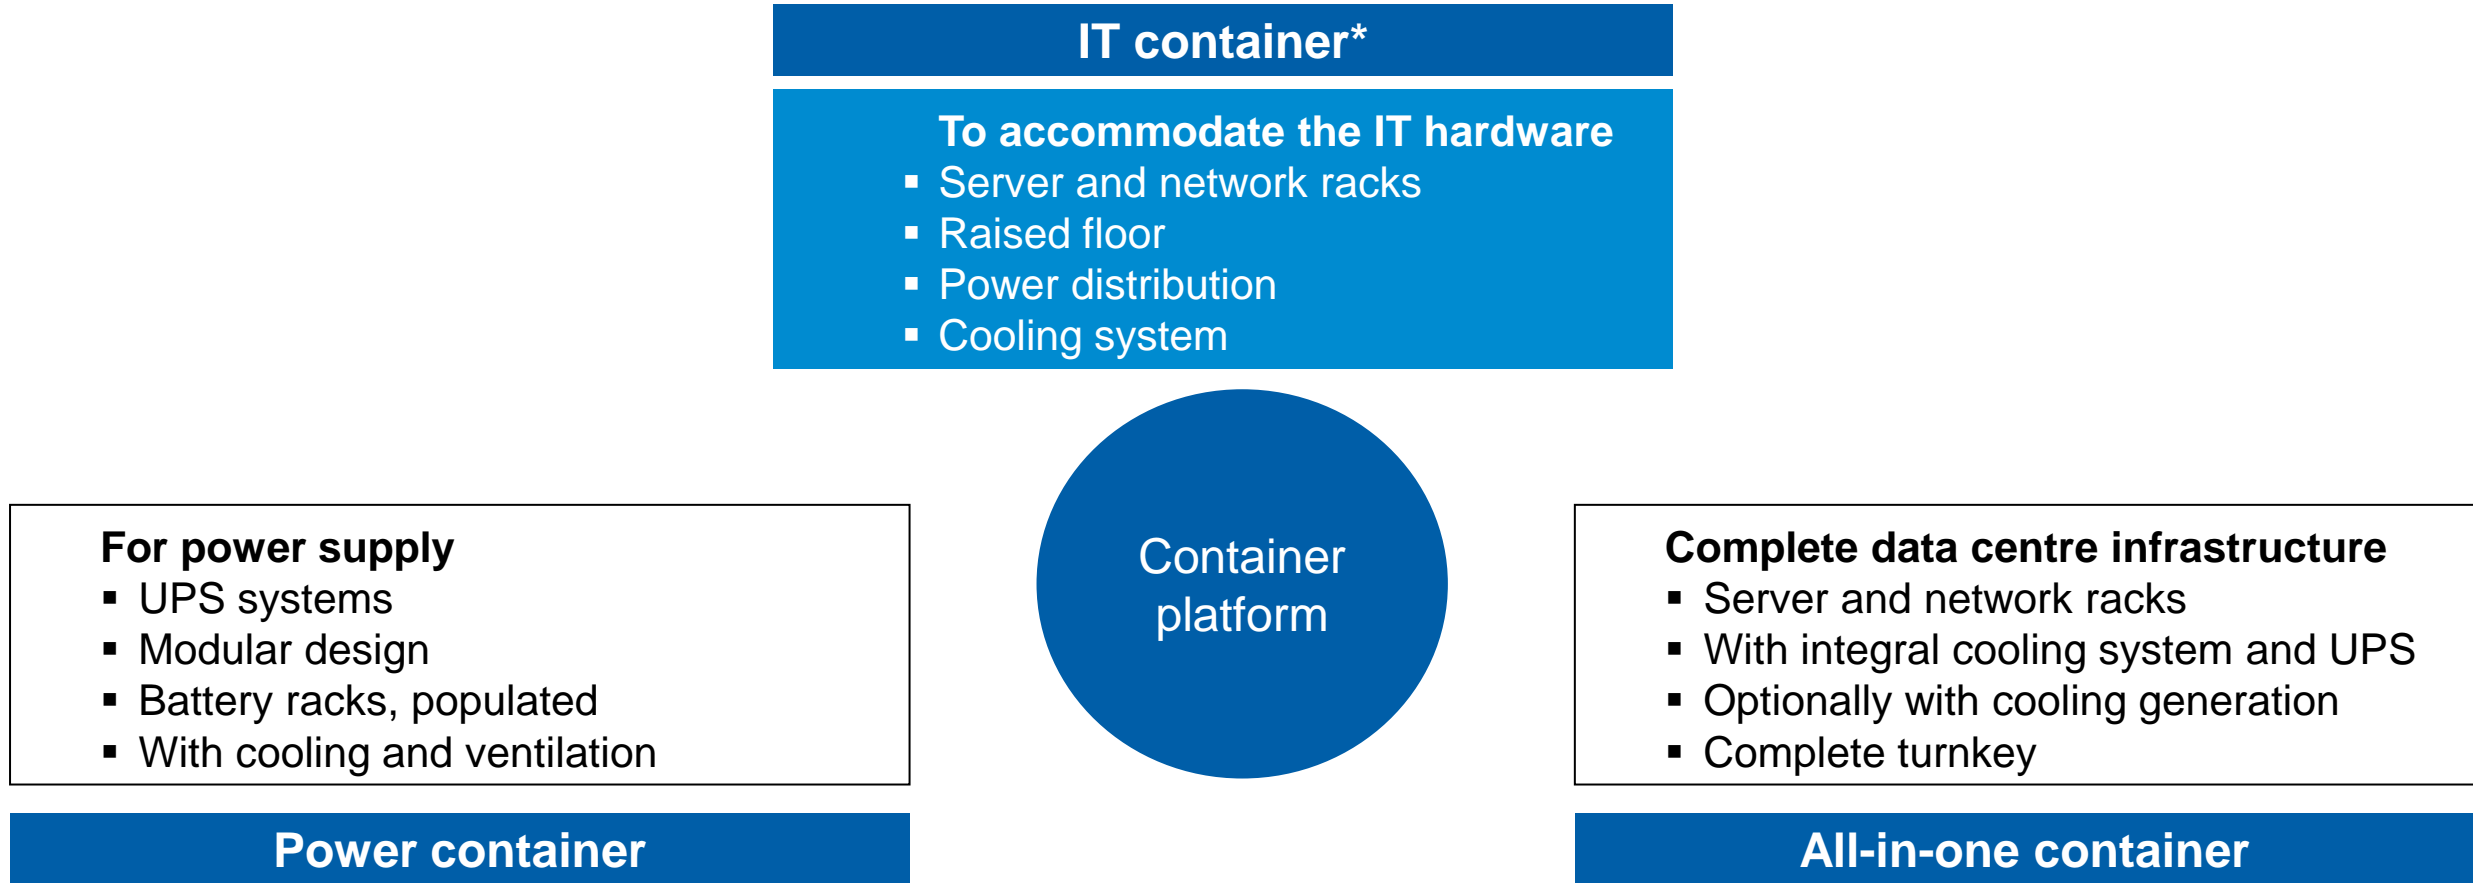 IT container*
To accommodate the IT hardware
▪ Server and network racks
▪ Raised floor
▪ Power distribution
▪ Cooling system
Container
platform
For power supply
▪ UPS systems
▪ Modular design
▪ Battery racks, populated
▪ With cooling and ventilation
Power container
Complete data centre infrastructure
▪ Server and network racks
▪ With integral cooling system and UPS
▪ Optionally with cooling generation
▪ Complete turnkey
All-in-one container